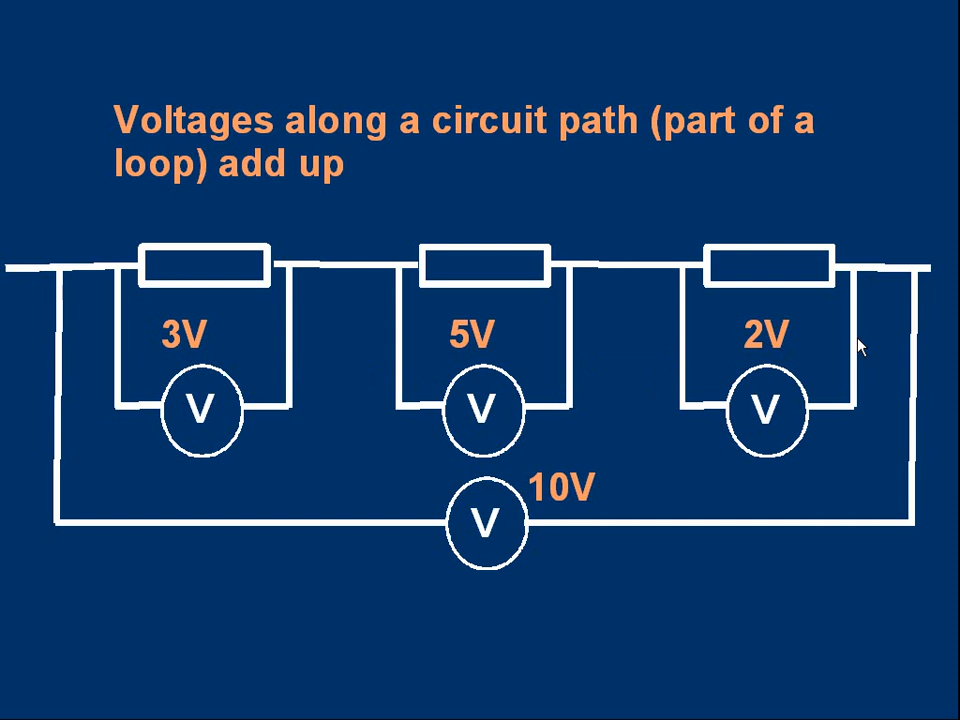 Voltages along a circuit path (part of a
loop) add up
3V 5V 2V
V V V
10V
V